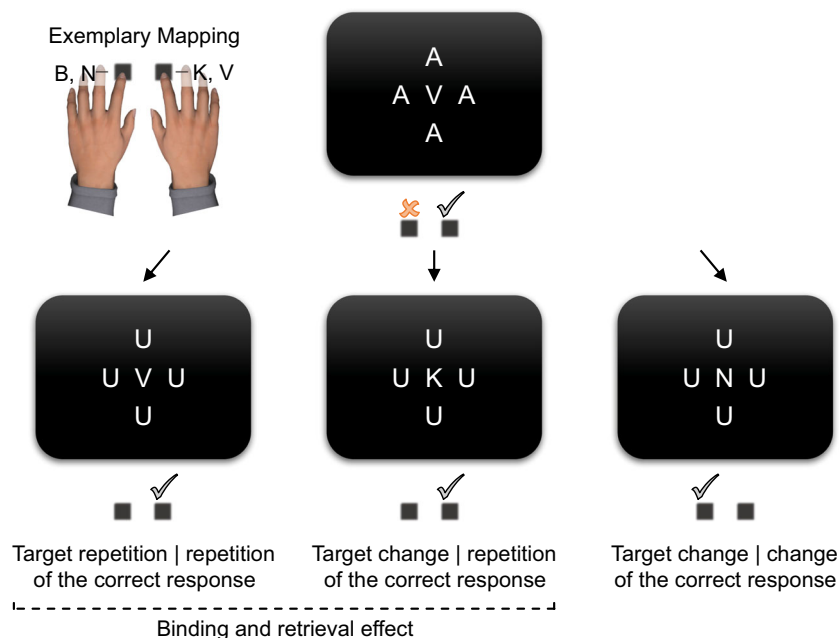 Exemplary Mapping
B, N
K, V
A
A V A
A
U
U V U
U
U
U K U
U
U
U N U
U
Target repetition | repetition
of the correct response
Target change | repetition
of the correct response
Target change | change
of the correct response
Binding and retrieval effect